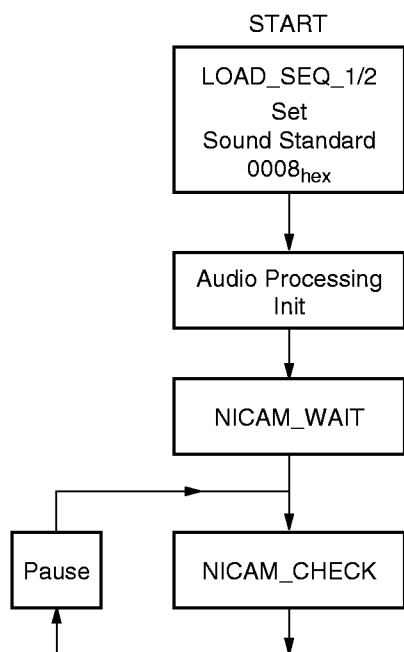 START
LOAD_SEQ_1/2
Set
Sound Standard
0008hex
Audio Processing
Init
NICAM_WAIT
Pause
NICAM_CHECK